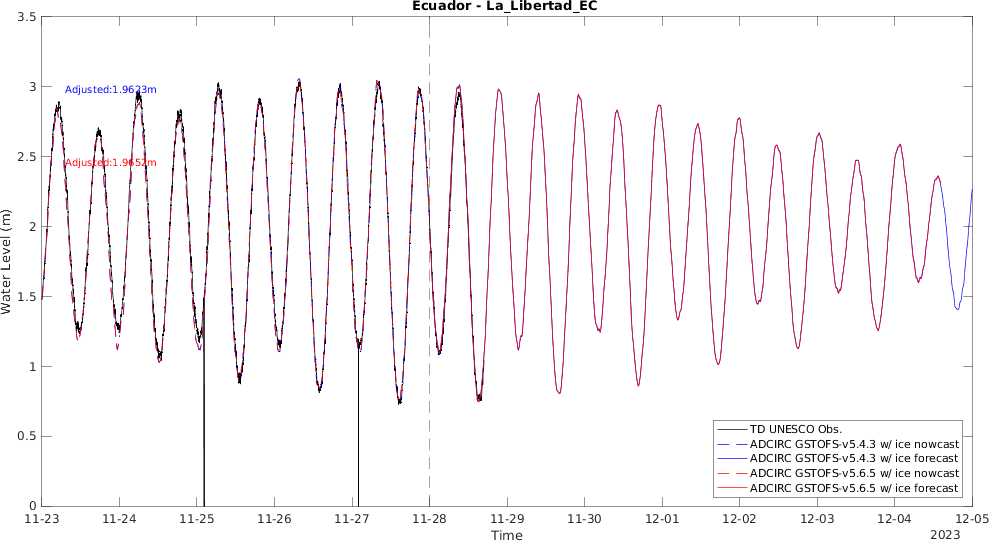 Ecuador - La_Libertad_EC
3.5
3
2.5
2
1.5
1
0.5
0
Water Level (m)
Adjusted:1.9623m
Adjusted:1.9652m
TD UNESCO Obs.
ADCIRC GSTOFS-v5.4.3 w/ ice nowcast
ADCIRC GSTOFS-v5.4.3 w/ ice forecast
ADCIRC GSTOFS-v5.6.5 w/ ice nowcast
ADCIRC GSTOFS-v5.6.5 w/ ice forecast
11-23 11-24 11-25 11-26 11-27 11-28 11-29 11-30 12-01 12-02 12-03 12-04 12-05
Time
2023